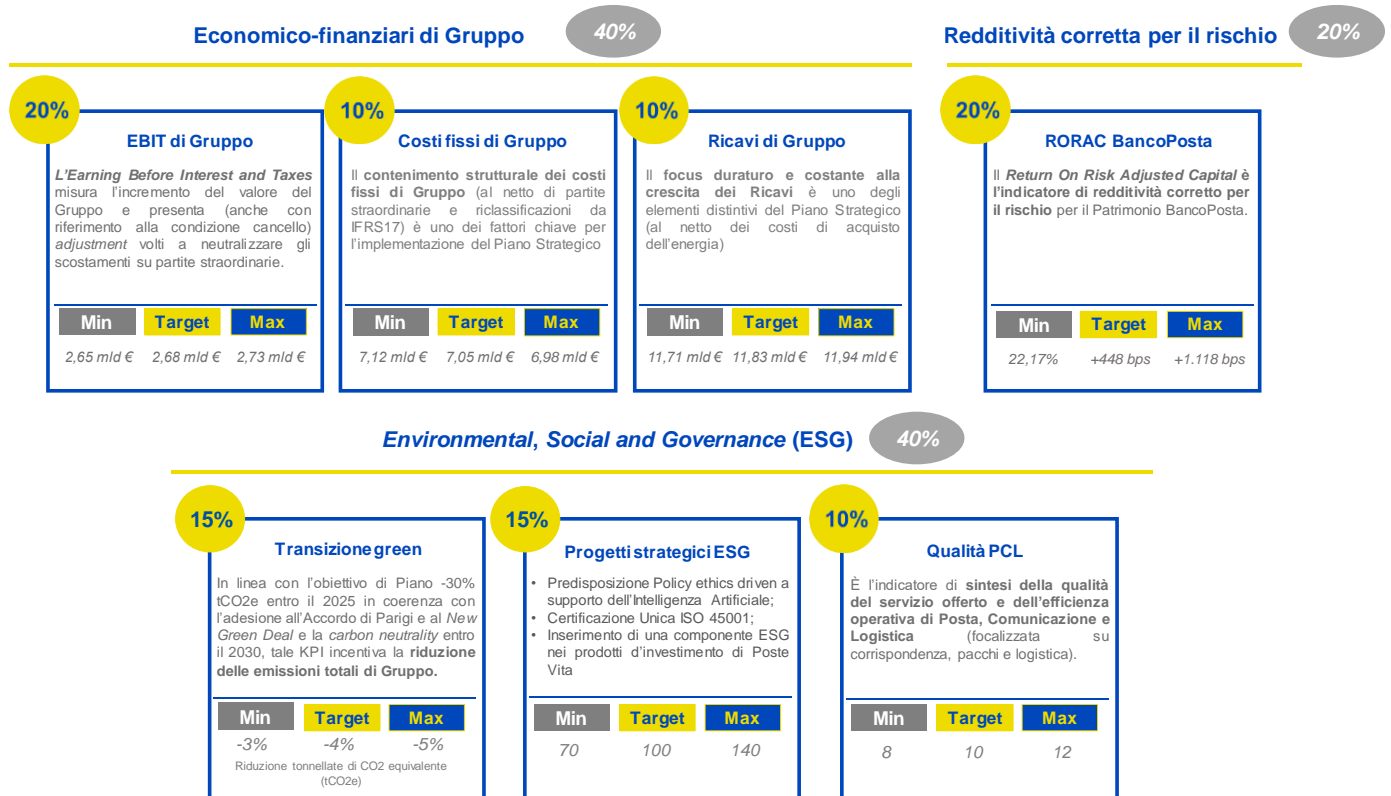 Economico-finanziari di Gruppo 40%
Redditività corretta per il rischio 20%
20%
EBIT di Gruppo
L'Earning Before Interest and Taxes
misura l'incremento del valore del
Gruppo e presenta (anche con
riferimento alla condizione cancello)
adjustment volti a neutralizzare gli
scostamenti su partite straordinarie.
Min Target Max
2,65 mld € 2,68 mld € 2,73 mld €
10%
Costi fissi di Gruppo
Il contenimento strutturale dei costi
fissi di Gruppo (al netto di partite
straordinarie e riclassificazioni da
IFRS17) è uno dei fattori chiave per
l'implementazione del Piano Strategico
Min Target Max
7,12 mld € 7,05 mld € 6,98 mld €
10%
Ricavi di Gruppo
Il focus duraturo e costante alla
crescita dei Ricavi è uno degli
elementi distintivi del Piano Strategico
(al netto dei costi di acquisto
dell'energia)
Min Target Max
11,71 mld € 11,83 mld € 11,94 mld €
20%
RORAC BancoPosta
Il Return On Risk Adjusted Capital è
l'indicatore di redditività corretto per
il rischio per il Patrimonio BancoPosta.
Min Target Max
22,17% +448 bps +1.118 bps
Environmental, Social and Governance (ESG) 40%
15%
Transizione green
In linea con l'obiettivo di Piano -30%
tCO2e entro il 2025 in coerenza con
l'adesione all'Accordo di Parigi e al New
Green Deal e la carbon neutrality entro
il 2030, tale KPI incentiva la riduzione
delle emissioni totali di Gruppo.
Min Target Max
-3% -4% -5%
Riduzione tonnellate di CO2 equivalente
(tCO2e)
15%
Progetti strategici ESG
• Predisposizione Policy ethics driven a
supporto dell'Intelligenza Artificiale;
• Certificazione Unica ISO 45001;
• Inserimento di una componente ESG
nei prodotti d'investimento di Poste
Vita
Min Target Max
70 100 140
10%
Qualità PCL
È l'indicatore di sintesi della qualità
del servizio offerto e dell'efficienza
operativa di Posta, Comunicazione e
Logistica (focalizzata su
corrispondenza, pacchi e logistica).
Min Target Max
8 10 12